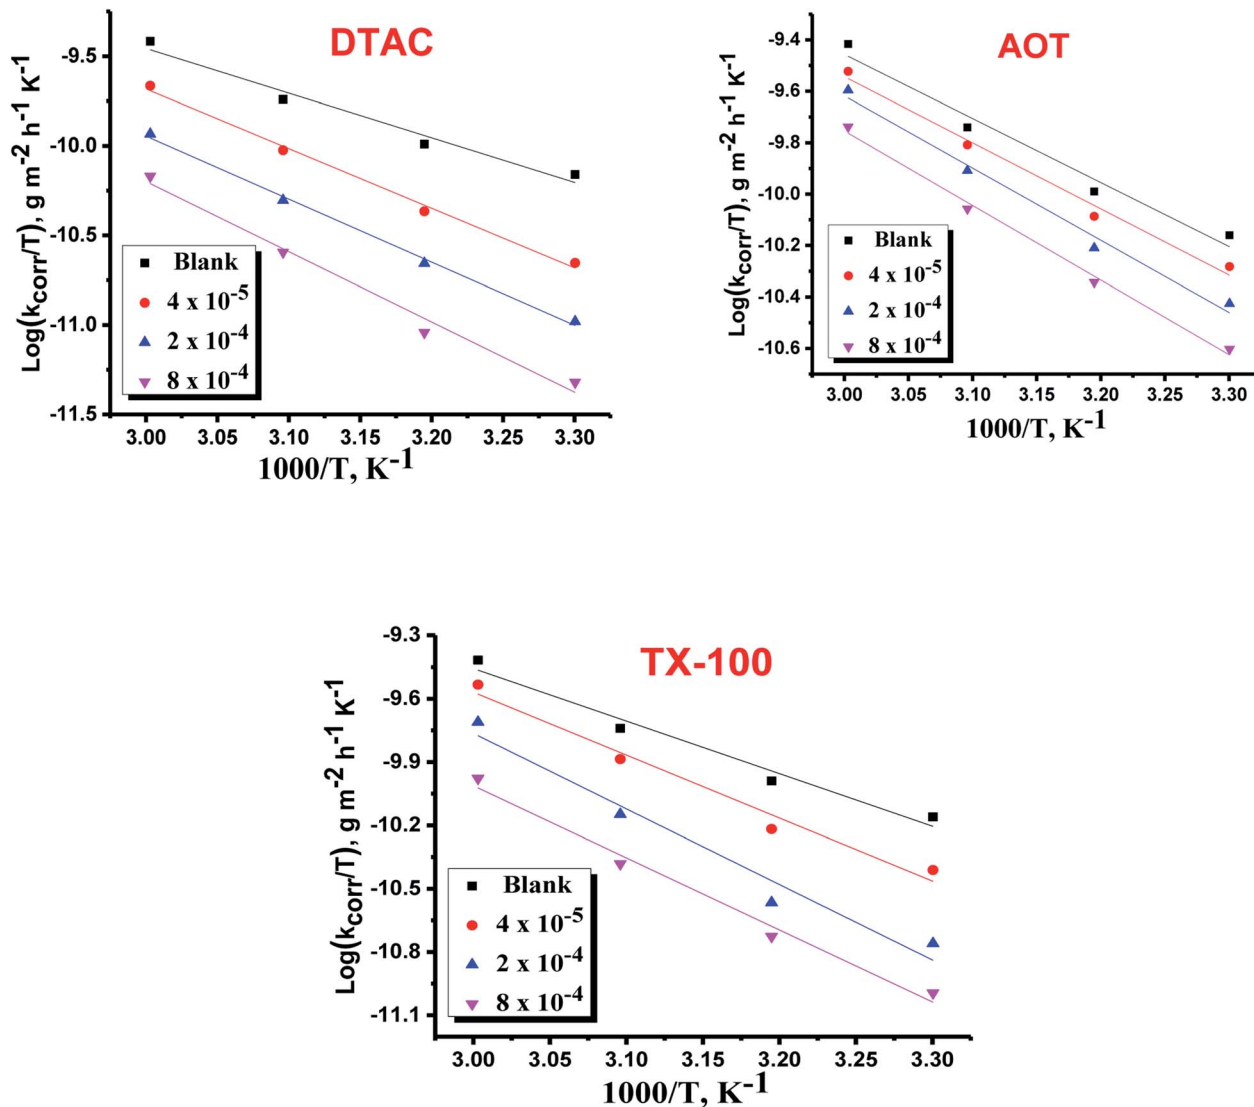 DTAC
Log(k_corr/T), g m⁻² h⁻¹ K⁻¹
-9.5
-10.0
-10.5
-11.0
-11.5
Blank
4 x 10⁻⁵
2 x 10⁻⁴
8 x 10⁻⁴
3.00 3.05 3.10 3.15 3.20 3.25 3.30
1000/T, K⁻¹
AOT
Log(k_corr/T), g m⁻² h⁻¹ K⁻¹
-9.4
-9.6
-9.8
-10.0
-10.2
-10.4
-10.6
Blank
4 x 10⁻⁵
2 x 10⁻⁴
8 x 10⁻⁴
3.00 3.05 3.10 3.15 3.20 3.25 3.30
1000/T, K⁻¹
TX-100
Log(k_corr/T), g m⁻² h⁻¹ K⁻¹
-9.3
-9.6
-9.9
-10.2
-10.5
-10.8
-11.1
Blank
4 x 10⁻⁵
2 x 10⁻⁴
8 x 10⁻⁴
3.00 3.05 3.10 3.15 3.20 3.25 3.30
1000/T, K⁻¹